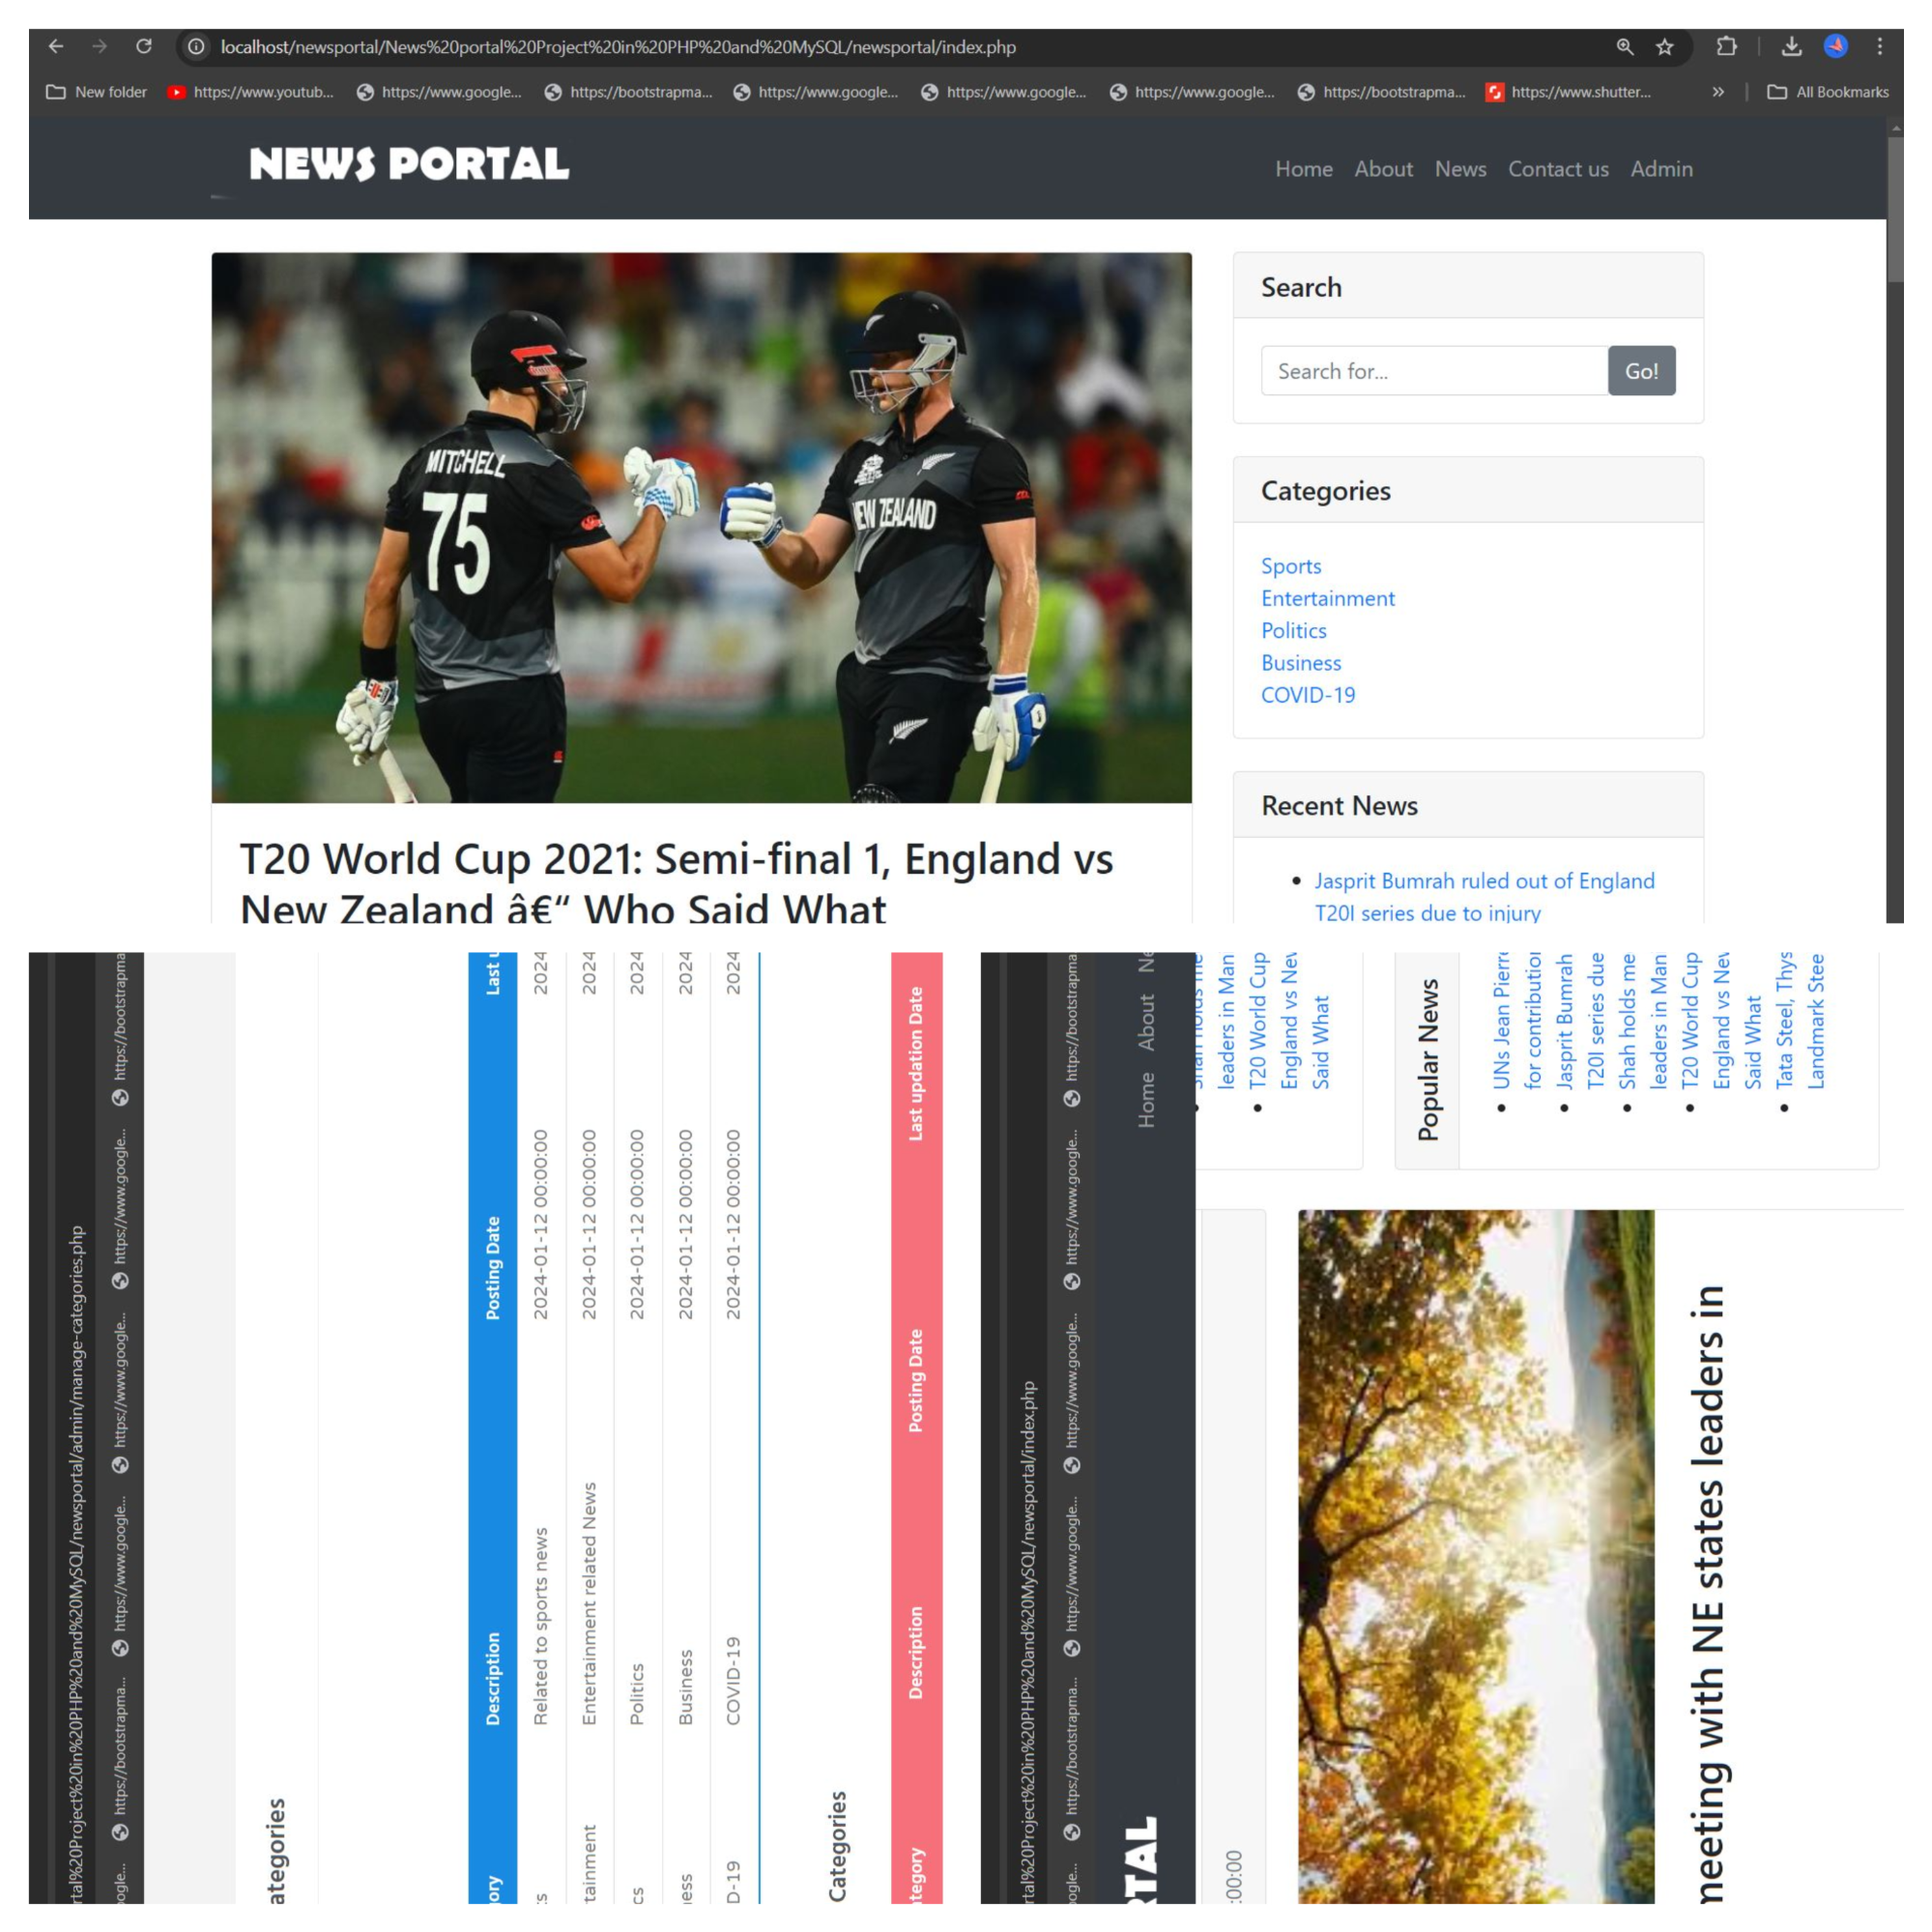 localhost/newsportal/News%20portal%20Project%20in%20PHP%20and%20MySQL/newsportal/index.php
New folder https://www.youtub... https://www.google... https://bootstrapma... https://www.google... https://www.google... https://www.google... https://bootstrapma... https://www.shutter... » All Bookmarks
NEWS PORTAL
Home About News Contact us Admin
MITCHELL
75
NEW ZEALAND
Search
Search for... Go!
Categories
Sports
Entertainment
Politics
Business
COVID-19
Recent News
Jasprit Bumrah ruled out of England
T20I series due to injury
T20 World Cup 2021: Semi-final 1, England vs
New Zealand â€“ Who Said What
rtal%20Project%20in%20PHP%20and%20MySQL/newsportal/admin/manage-categories.php
ogle... https://bootstrapma... https://www.google... https://www.google... https://www.google... https://bootstrapma
ategories
ory Description Posting Date Last u
:s Related to sports news 2024-01-12 00:00:00 2024
tainment Entertainment related News 2024-01-12 00:00:00 2024
cs Politics 2024-01-12 00:00:00 2024
ness Business 2024-01-12 00:00:00 2024
D-19 COVID-19 2024-01-12 00:00:00 2024
Categories
tegory Description Posting Date Last updation Date
rtal%20Project%20in%20PHP%20and%20MySQL/newsportal/index.php
ogle... https://bootstrapma... https://www.google... https://www.google... https://www.google... https://bootstrapma
RTAL Home About Ne
leaders in Man
T20 World Cup
England vs Nev
Said What
:00:00
Popular News
UNs Jean Pierre
for contribution
Jasprit Bumrah
T20I series due
Shah holds me
leaders in Man
T20 World Cup
England vs Nev
Said What
Tata Steel, Thys
Landmark Stee
meeting with NE states leaders in